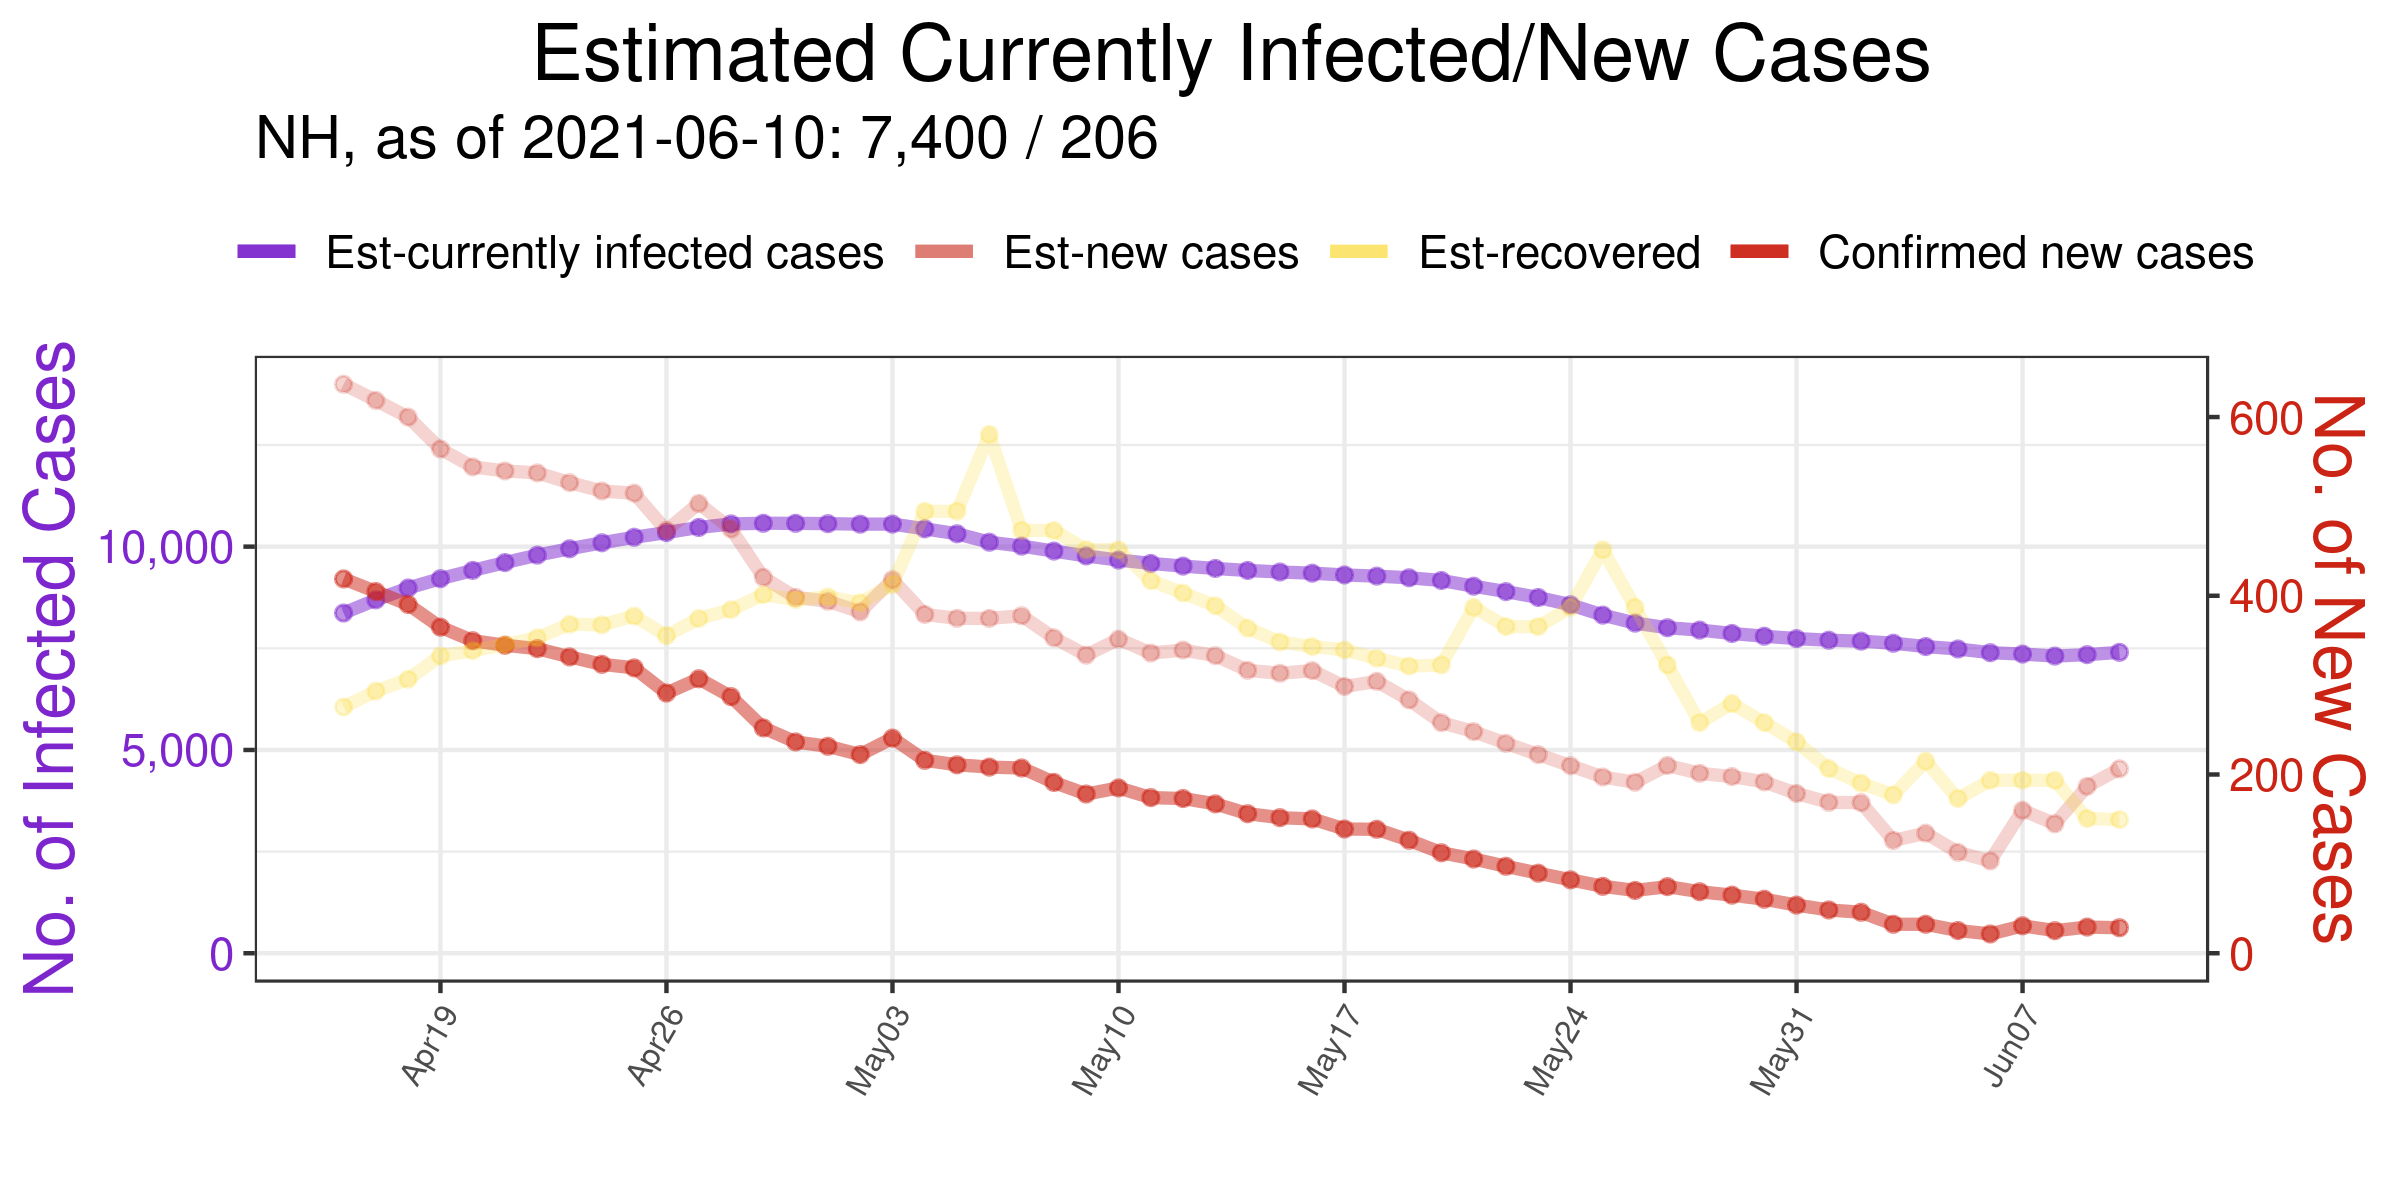 Estimated Currently Infected/New Cases
NH, as of 2021-06-10: 7,400 / 206
Est-currently infected cases Est-new cases Est-recovered Confirmed new cases
No. of Infected Cases
10,000
5,000
0
600
400
200
0
No. of New Cases
Apr19 Apr26 May03 May10 May17 May24 May31 Jun07